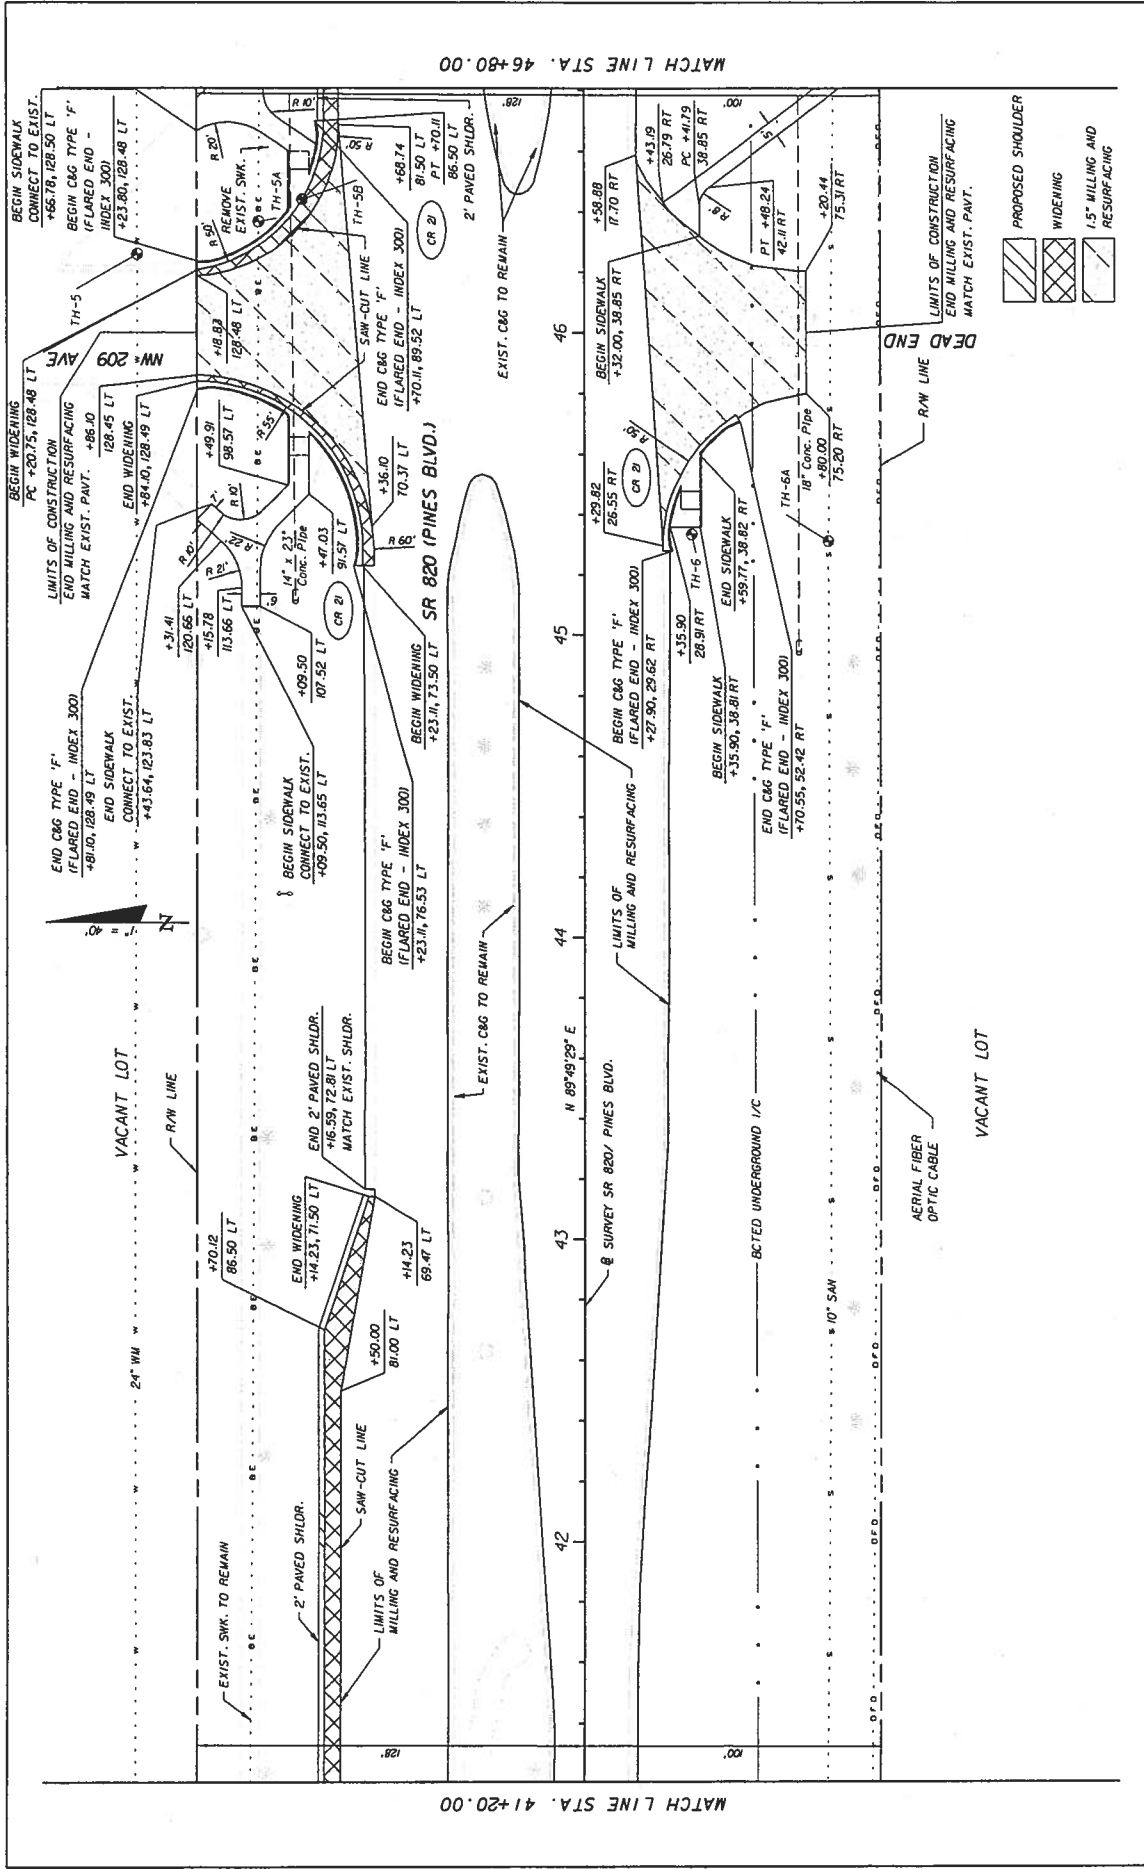 MATCH LINE STA. 46+80.00
BEGIN SIDEWALK
CONNECT TO EXIST.
+66.78, 128.50 LT
BEGIN C&G TYPE 'F'
(FLARED END -
INDEX 300)
+23.80, 128.48 LT
TH-5
BEGIN WIDENING
PC +20.75, 128.48 LT
NW 209 AVE
LIMITS OF CONSTRUCTION
END MILLING AND RESURFACING
MATCH EXIST. PAVT.
+86.10
128.45 LT
END WIDENING
+84.10, 128.49 LT
END C&G TYPE 'F'
(FLARED END - INDEX 300)
+81.10, 128.49 LT
END SIDEWALK
CONNECT TO EXIST.
+43.64, 123.83 LT
+31.41
120.66 LT
+15.78
113.66 LT
+09.50
107.52 LT
BEGIN SIDEWALK
CONNECT TO EXIST.
+09.50, 113.65 LT
R 20'
R 10'
R 50'
REMOVE
EXIST. SWK.
TH-5A
TH-5B
R 50'
+18.83
128.48 LT
+49.91
98.57 LT
R 55'
7'
R 10'
R 10'
R 22'
R 21'
6'
14" x 23"
Conc. Pipe
+47.03
91.57 LT
CR 21
+36.10
70.37 LT
R 60'
SAW-CUT LINE
END C&G TYPE 'F'
(FLARED END - INDEX 300)
+70.11, 89.52 LT
CR 21
+68.74
81.50 LT
PT +70.11
86.50 LT
2' PAVED SHLDR.
SR 820 (PINES BLVD.)
BEGIN WIDENING
+23.11, 73.50 LT
BEGIN C&G TYPE 'F'
(FLARED END - INDEX 300)
+23.11, 76.53 LT
1" = 40'
N
VACANT LOT
24" WM
R/W LINE
EXIST. SWK. TO REMAIN
2' PAVED SHLDR.
+70.12
86.50 LT
END WIDENING
+14.23, 71.50 LT
END 2' PAVED SHLDR.
+16.59, 72.81 LT
MATCH EXIST. SHLDR.
+14.23
69.47 LT
+50.00
81.00 LT
SAW-CUT LINE
LIMITS OF
MILLING AND RESURFACING
EXIST. C&G TO REMAIN
EXIST. C&G TO REMAIN
128'
128'
100'
100'
42
43
44
45
46
N 89°49'29" E
℄ SURVEY SR 820/ PINES BLVD.
LIMITS OF
MILLING AND RESURFACING
+58.88
17.70 RT
BEGIN SIDEWALK
+32.00, 38.85 RT
+43.19
26.79 RT
PC +41.79
38.85 RT
5'
R 8'
PT +48.24
42.11 RT
+20.44
75.31 RT
LIMITS OF CONSTRUCTION
END MILLING AND RESURFACING
MATCH EXIST. PAVT.
DEAD END
R/W LINE
+29.82
26.55 RT
CR 21
R 50'
BEGIN C&G TYPE 'F'
(FLARED END - INDEX 300)
+27.90, 29.62 RT
TH-6
+35.90
28.91 RT
BEGIN SIDEWALK
+35.90, 38.81 RT
END SIDEWALK
+59.77, 38.82 RT
END C&G TYPE 'F'
(FLARED END - INDEX 300)
+70.55, 52.42 RT
TH-6A
18" Conc. Pipe
+80.00
75.20 RT
BCTED UNDERGROUND 1/C
10" SAN
AERIAL FIBER
OPTIC CABLE
VACANT LOT
PROPOSED SHOULDER
WIDENING
1.5" MILLING AND
RESURFACING
MATCH LINE STA. 41+20.00